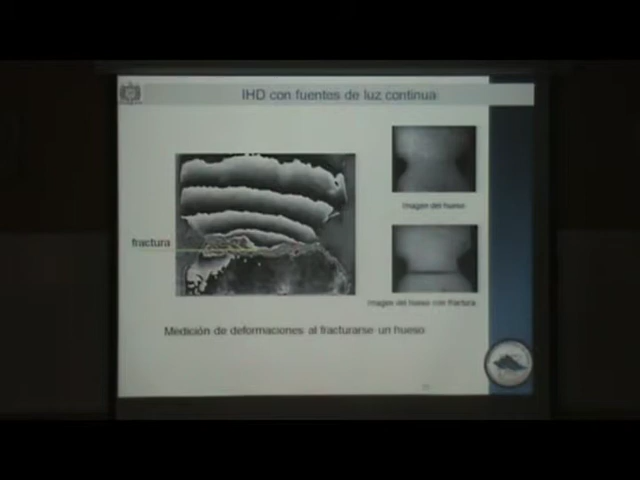 IHD con fuentes de luz continua
Imagen del hueso
fractura
Imagen del hueso con fractura
Medición de deformaciones al fracturarse un hueso